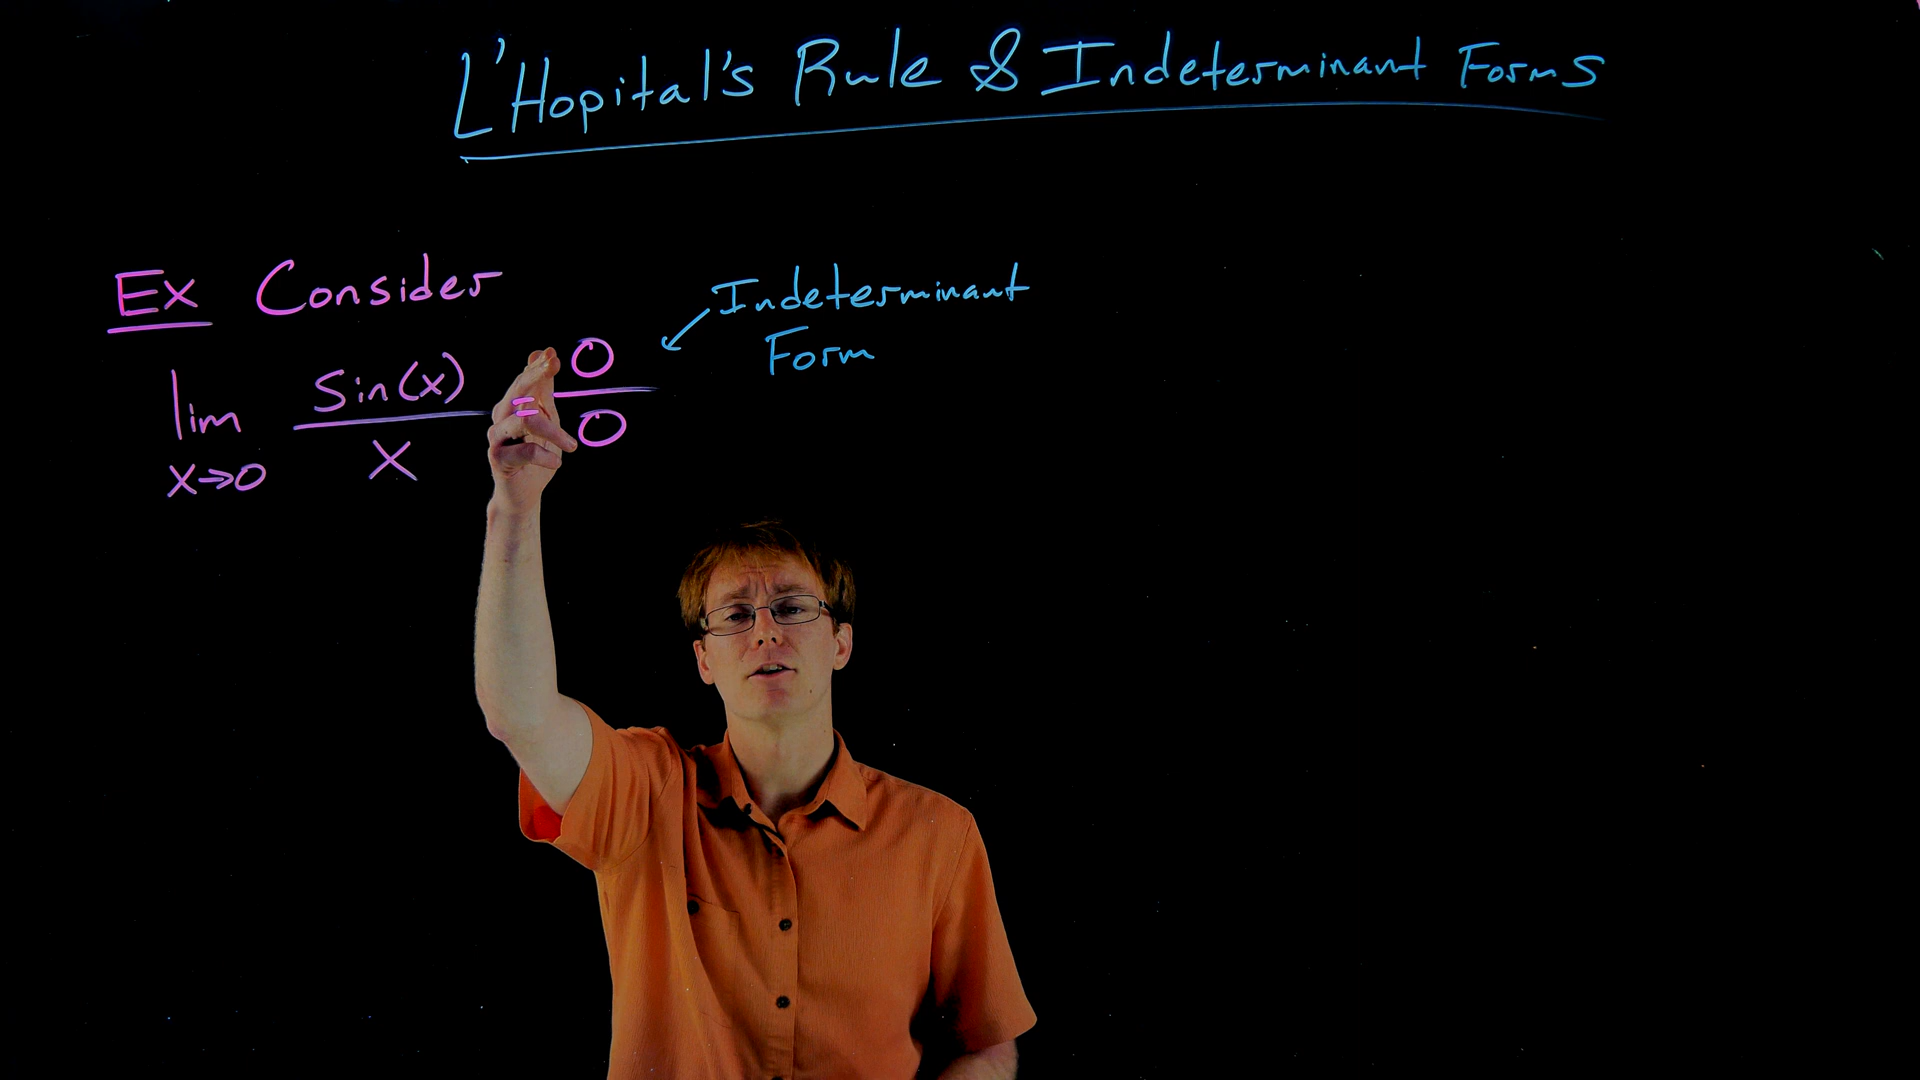 L'Hopital's Rule & Indeterminant Forms
Ex Consider
Indeterminant
Form
lim sin(x) / x = 0 / 0
x→0